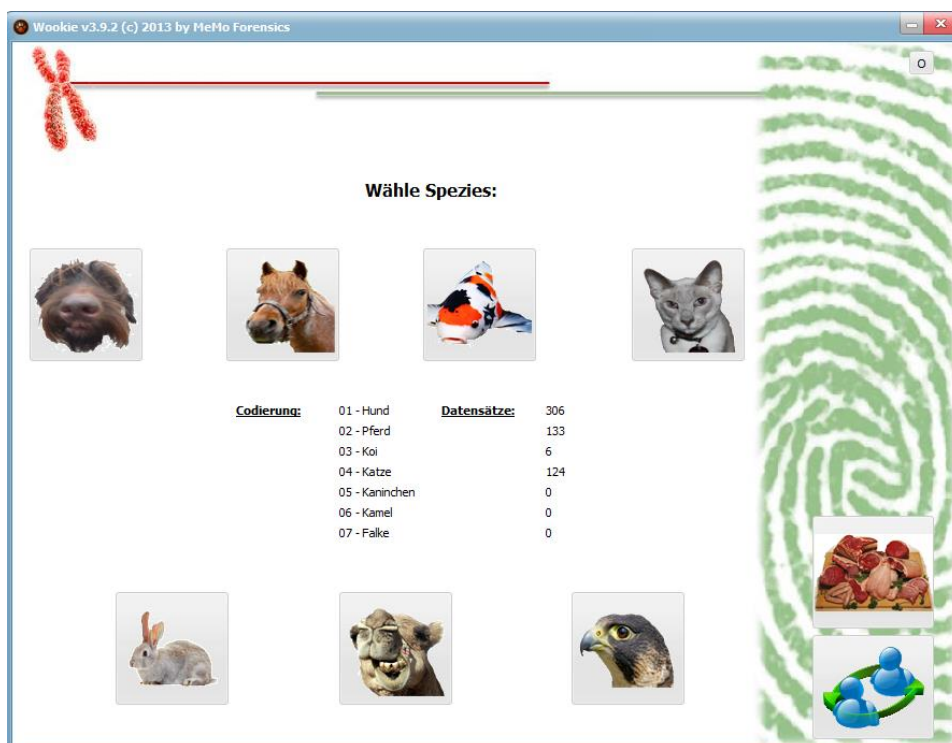 Wookie v3.9.2 (c) 2013 by MeMo Forensics
O
Wähle Spezies:
Codierung: 01 - Hund Datensätze: 306
02 - Pferd 133
03 - Koi 6
04 - Katze 124
05 - Kaninchen 0
06 - Kamel 0
07 - Falke 0